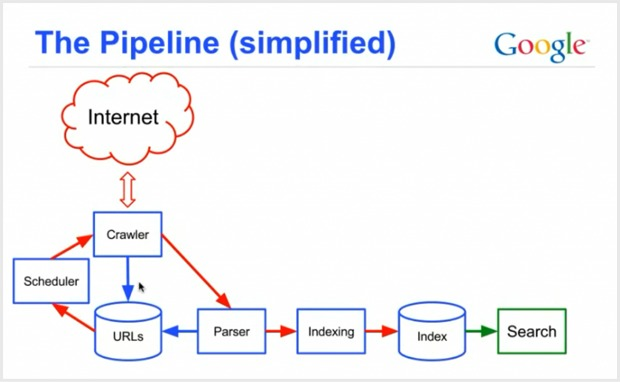 The Pipeline (simplified)
Google
Internet
Crawler
Scheduler
URLs
Parser
Indexing
Index
Search